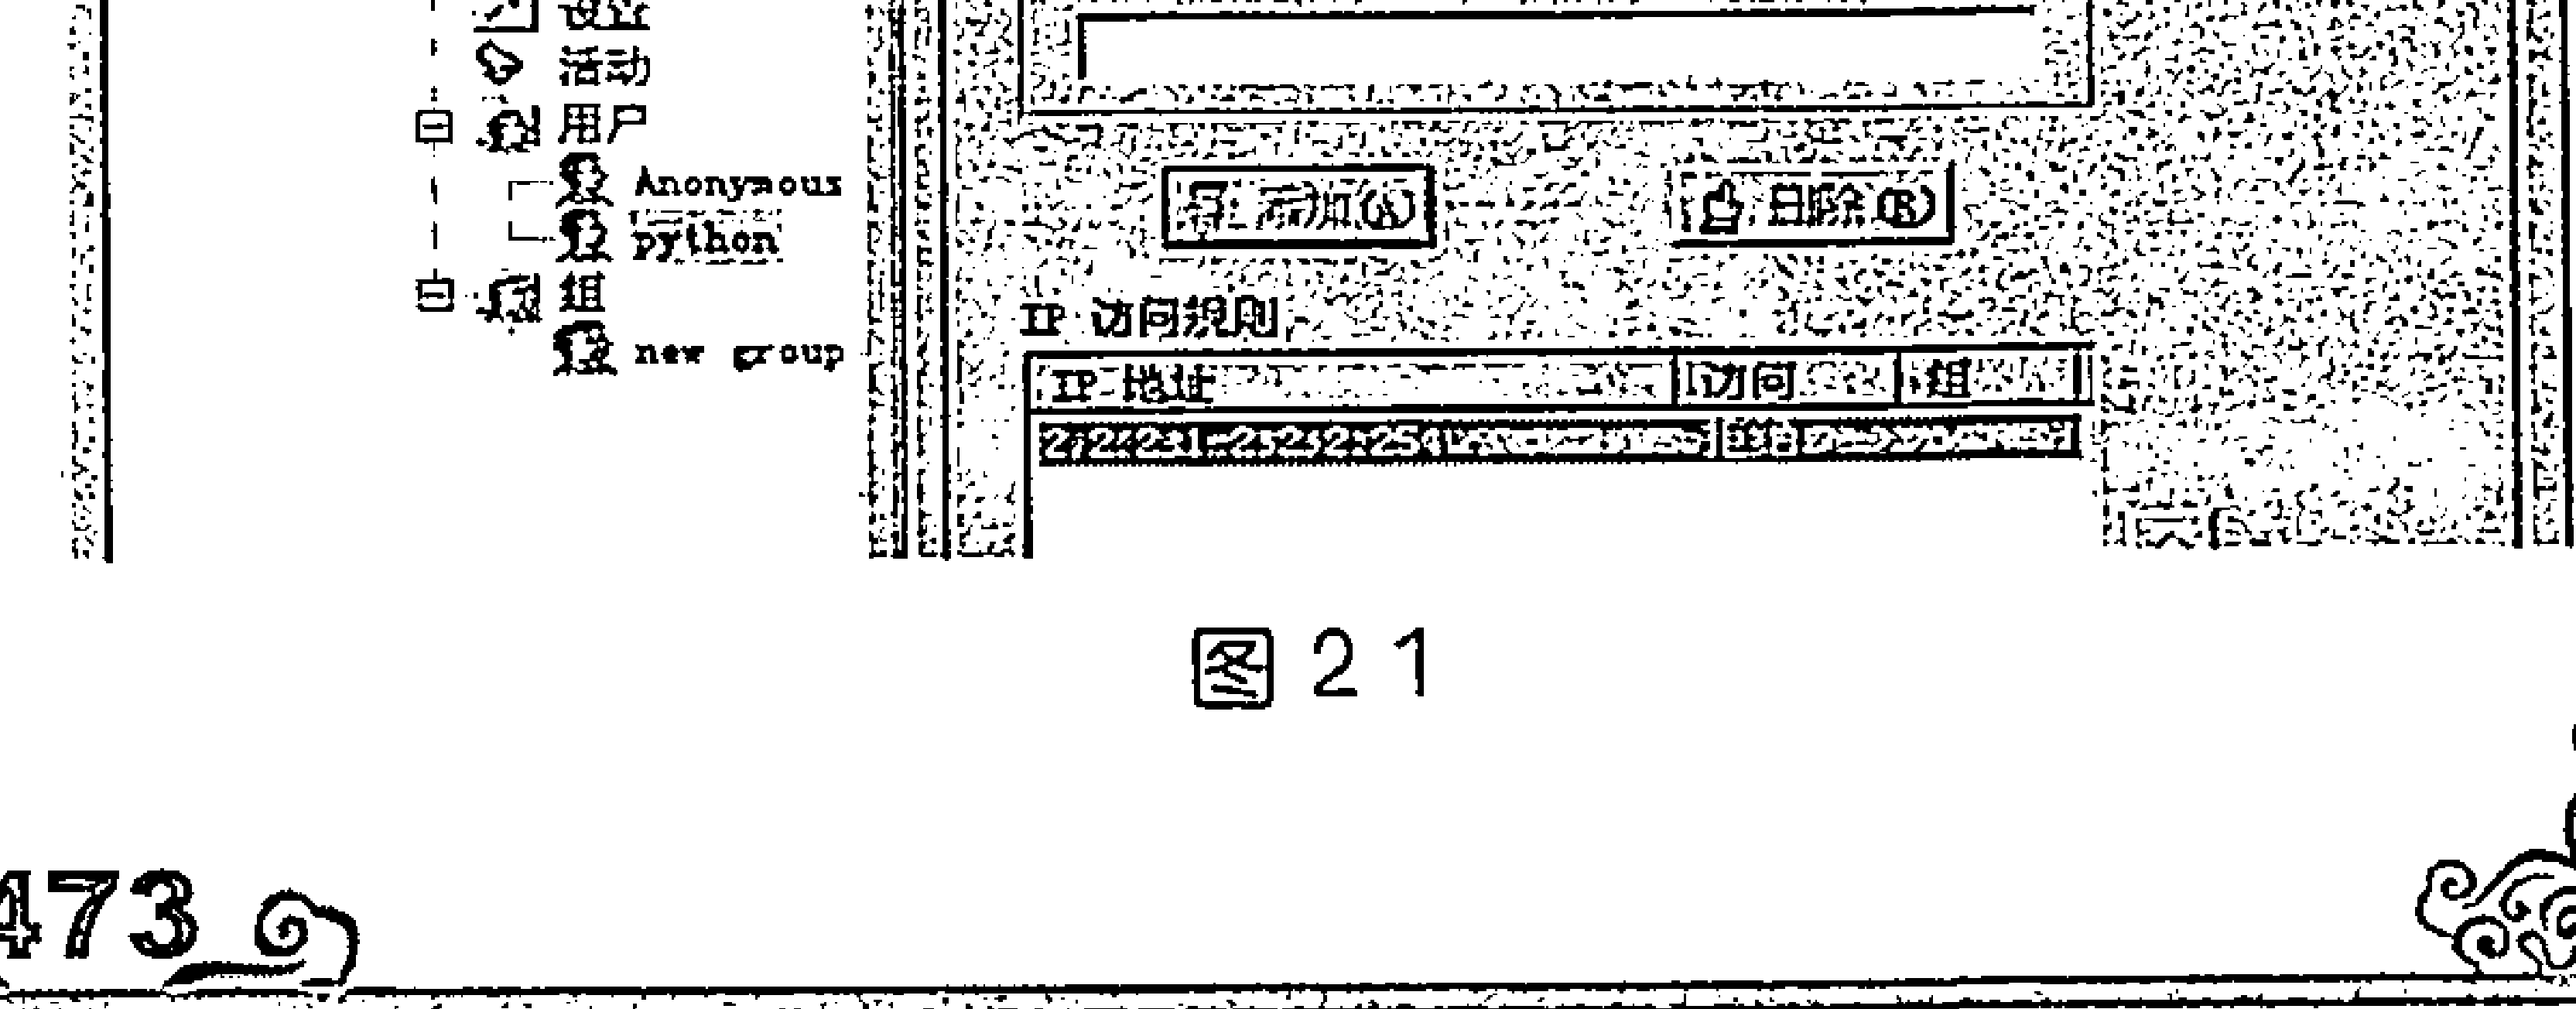 设置
活动
用户
Anonymous
python
组
new group
添加(A)
删除(R)
IP 访问规则
IP 地址 访问 组
图21
473